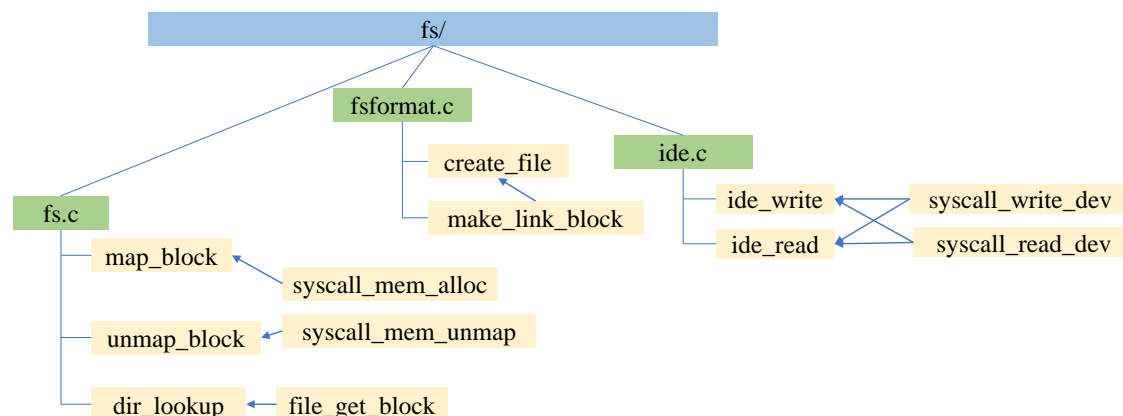 fs/
fsformat.c
create_file
make_link_block
ide.c
ide_write
syscall_write_dev
ide_read
syscall_read_dev
fs.c
map_block
syscall_mem_alloc
unmap_block
syscall_mem_unmap
dir_lookup
file_get_block